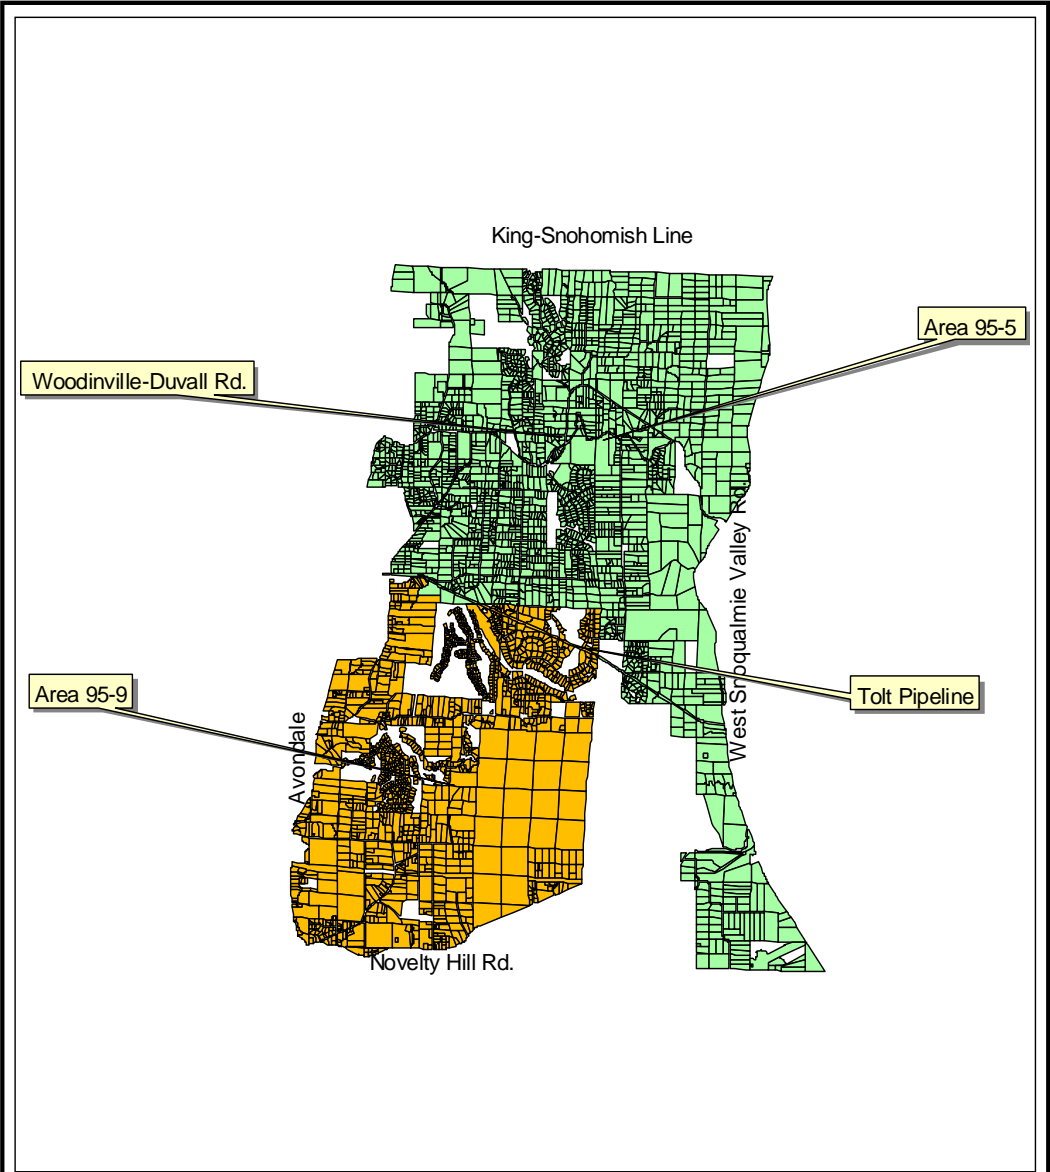 King-Snohomish Line
Area 95-5
Woodinville-Duvall Rd.
West Snoqualmie Valley Rd.
Area 95-9
Tolt Pipeline
Avondale
Novelty Hill Rd.